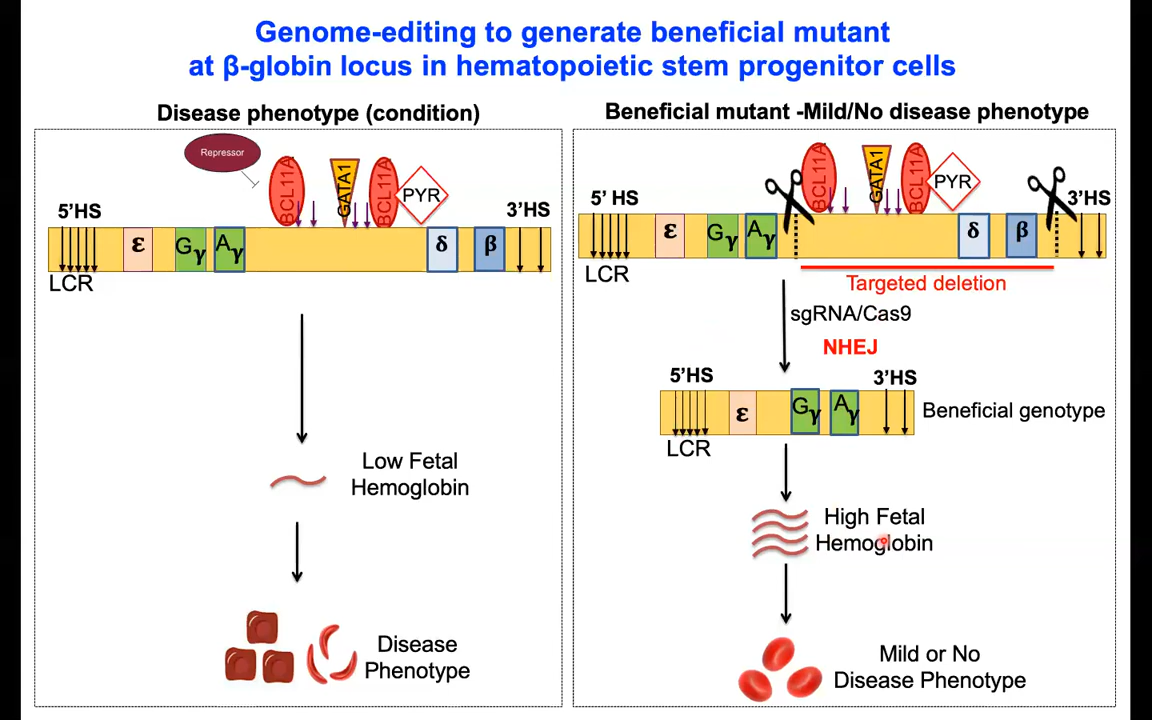 Genome-editing to generate beneficial mutant
at β-globin locus in hematopoietic stem progenitor cells
Disease phenotype (condition)
Repressor
BCL11A
GATA1
BCL11A
PYR
5'HS
3'HS
ε
Gγ
Aγ
δ
β
LCR
Low Fetal
Hemoglobin
Disease
Phenotype
Beneficial mutant -Mild/No disease phenotype
BCL11A
GATA1
BCL11A
PYR
5' HS
3'HS
ε
Gγ
Aγ
δ
β
LCR
Targeted deletion
sgRNA/Cas9
NHEJ
5'HS
3'HS
ε
Gγ
Aγ
Beneficial genotype
LCR
High Fetal
Hemoglobin
Mild or No
Disease Phenotype